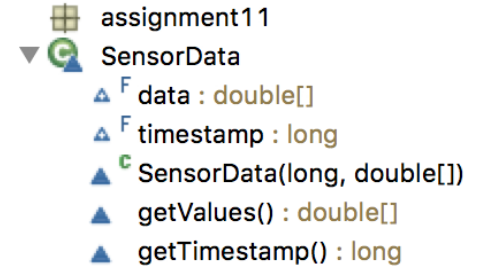 assignment11
C SensorData
F data : double[]
F timestamp : long
C SensorData(long, double[])
getValues() : double[]
getTimestamp() : long